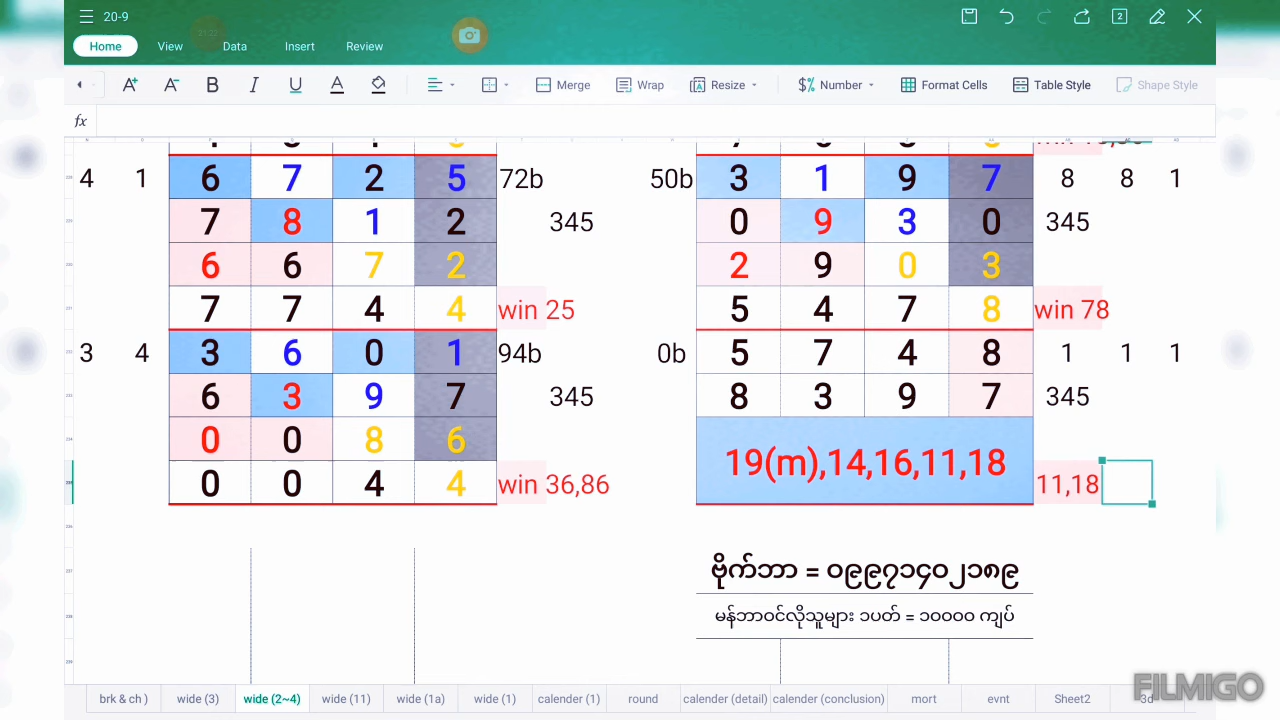 20-9
Home View Data Insert Review
A+ A- B I U A Merge Wrap Resize $% Number Format Cells Table Style Shape Style
fx
4 1 6 7 2 5 72b 50b 3 1 9 7 8 8 1
7 8 1 2 345 0 9 3 0 345
6 6 7 2 2 9 0 3
7 7 4 4 win 25 5 4 7 8 win 78
3 4 3 6 0 1 94b 0b 5 7 4 8 1 1 1
6 3 9 7 345 8 3 9 7 345
0 0 8 6 19(m),14,16,11,18
0 0 4 4 win 36,86 11,18
ဗိုက်ဘာ = ၀၉၉၇၁၄၀၂၁၈၉
မန်ဘာဝင်လိုသူများ ၁ပတ် = ၁၀၀၀၀ ကျပ်
brk & ch ) wide (3) wide (2~4) wide (11) wide (1a) wide (1) calender (1) round calender (detail) calender (conclusion) mort evnt Sheet2 3d
FILMIGO